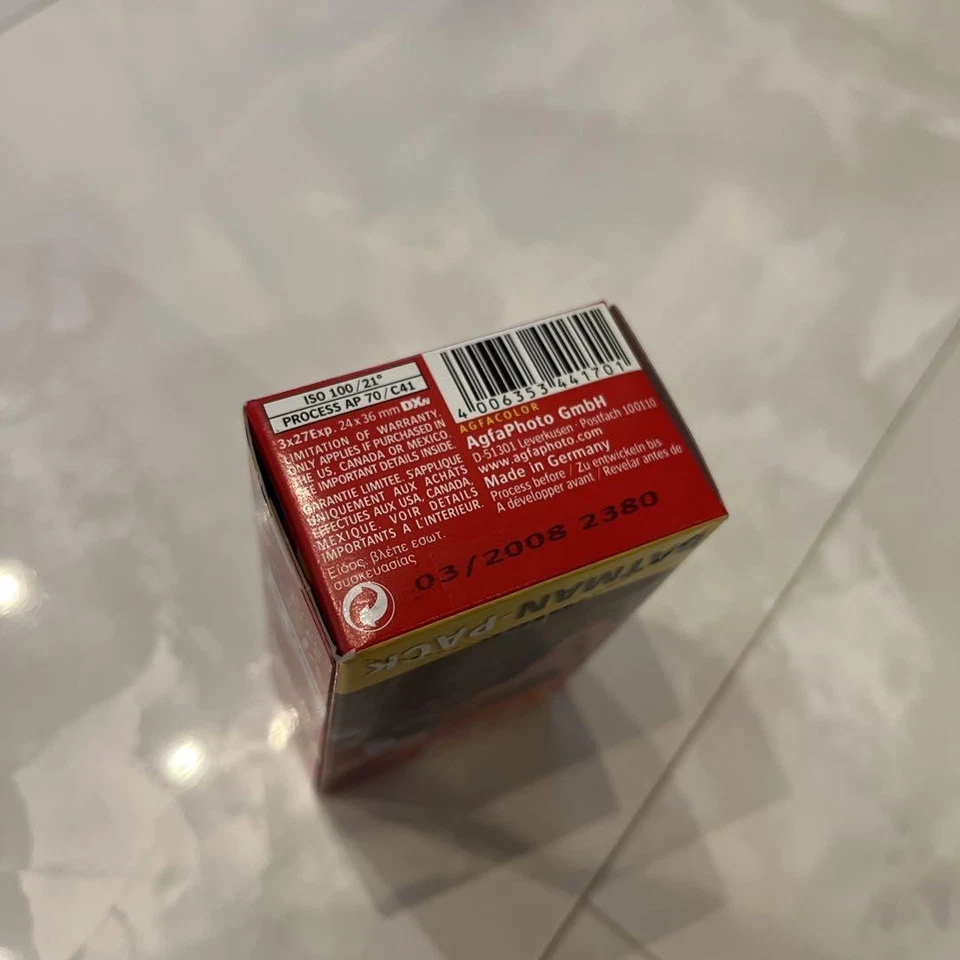 ISO 100/21°
PROCESS AP 70/C41
3x27Exp. 24x36 mm DXN
LIMITATION OF WARRANTY.
ONLY APPLIES IF PURCHASED IN
THE US, CANADA OR MEXICO.
SEE IMPORTANT DETAILS INSIDE.
GARANTIE LIMITEE. S'APPLIQUE
UNIQUEMENT AUX ACHATS
EFFECTUES AUX USA, CANADA,
MEXIQUE. VOIR DETAILS
IMPORTANTS À L'INTERIEUR.
Είδος: βλέπε εσωτ.
συσκευασίας
4 006353 441701
AGFACOLOR
AgfaPhoto GmbH
D-51301 Leverkusen · Postfach 100110
www.agfaphoto.com
Made in Germany
Process before / Zu entwickeln bis
A développer avant / Revelar antes de
03/2008 2380
BATMAN-PACK